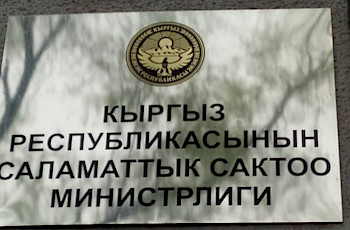 КЫРГЫЗ
РЕСПУБЛИКАСЫНЫН
САЛАМАТТЫК САКТОО
МИНИСТРЛИГИ